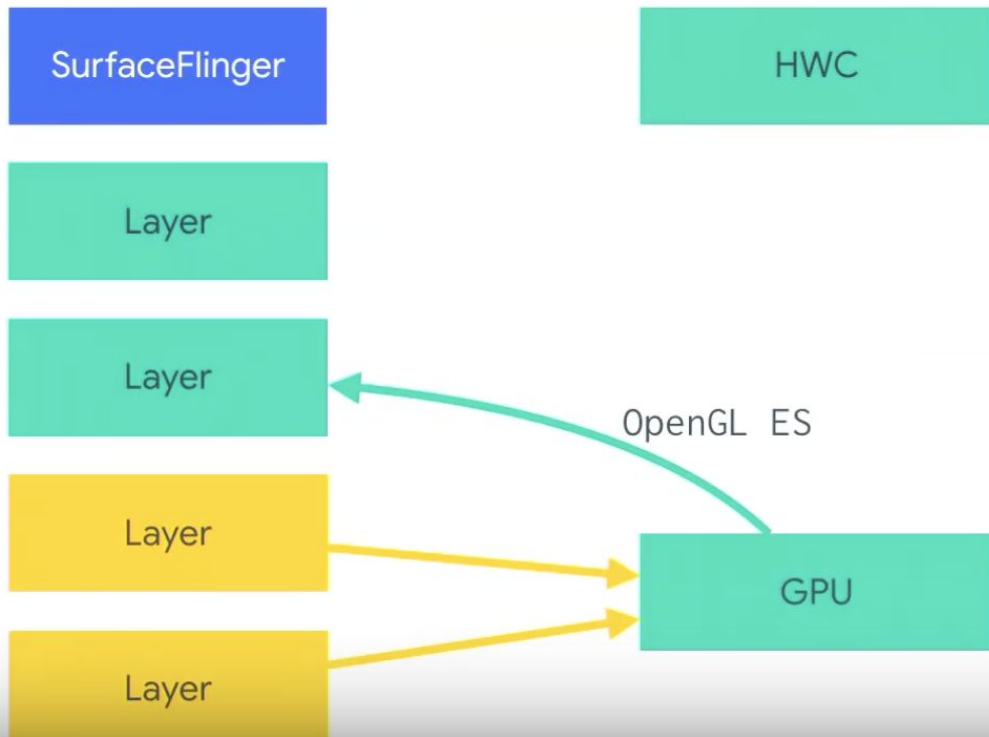 SurfaceFlinger
HWC
Layer
Layer
OpenGL ES
Layer
GPU
Layer